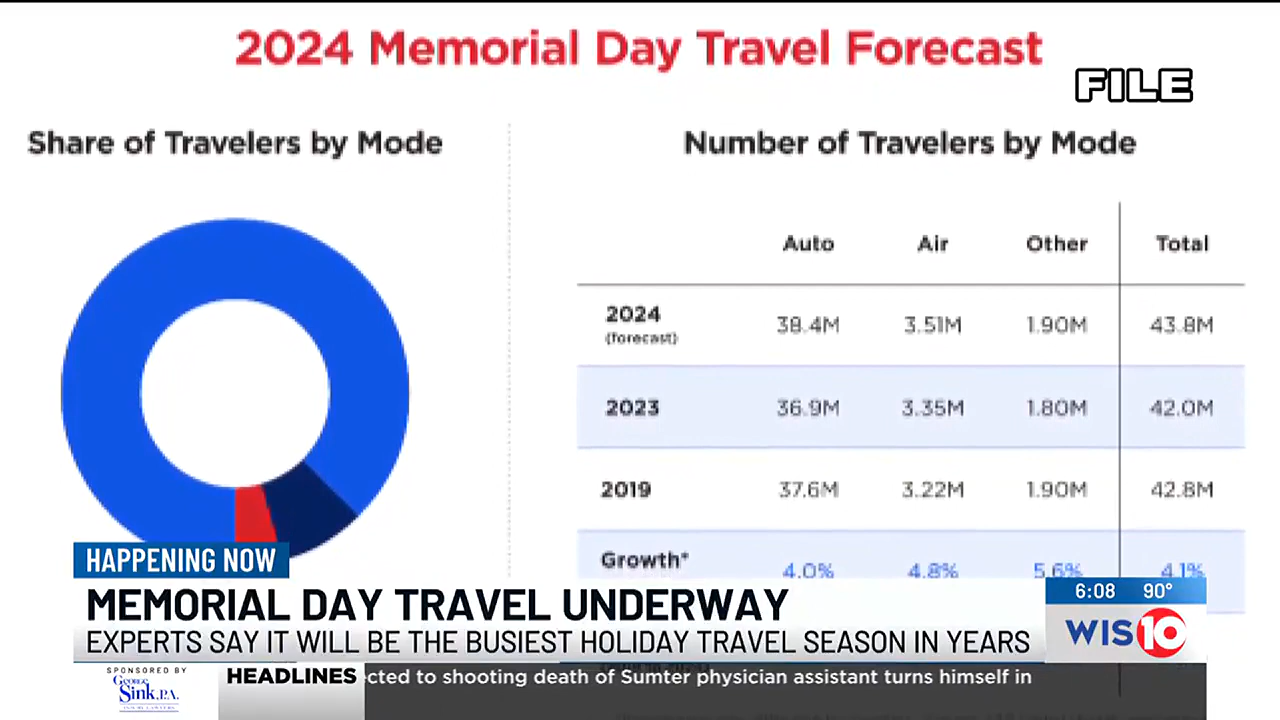 2024 Memorial Day Travel Forecast
FILE
Share of Travelers by Mode
Number of Travelers by Mode
Auto Air Other Total
2024 38.4M 3.51M 1.90M 43.8M
(forecast)
2023 36.9M 3.35M 1.80M 42.0M
2019 37.6M 3.22M 1.90M 42.8M
Growth* 4.0% 4.8% 5.6% 4.1%
HAPPENING NOW
MEMORIAL DAY TRAVEL UNDERWAY
EXPERTS SAY IT WILL BE THE BUSIEST HOLIDAY TRAVEL SEASON IN YEARS
6:08 90°
WIS10
SPONSORED BY
George
Sink, P.A.
INJURY LAWYERS
HEADLINES
cted to shooting death of Sumter physician assistant turns himself in